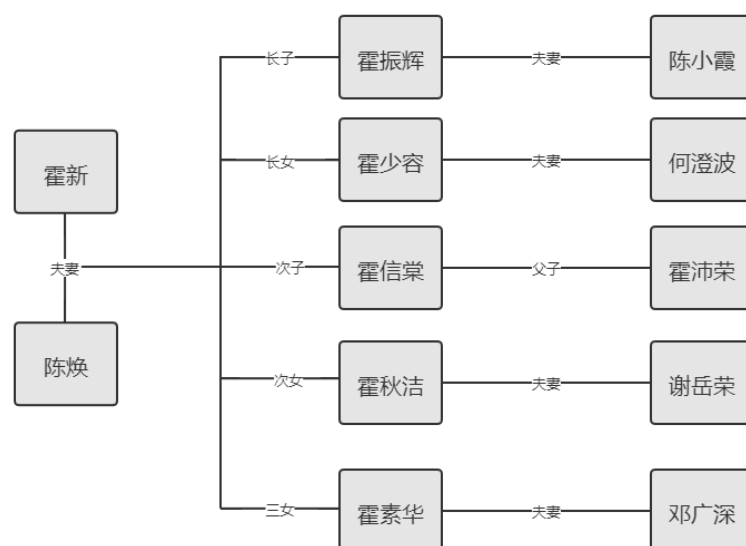 长子
霍振辉
夫妻
陈小霞
霍新
长女
霍少容
夫妻
何澄波
夫妻
次子
霍信棠
父子
霍沛荣
陈焕
次女
霍秋洁
夫妻
谢岳荣
三女
霍素华
夫妻
邓广深